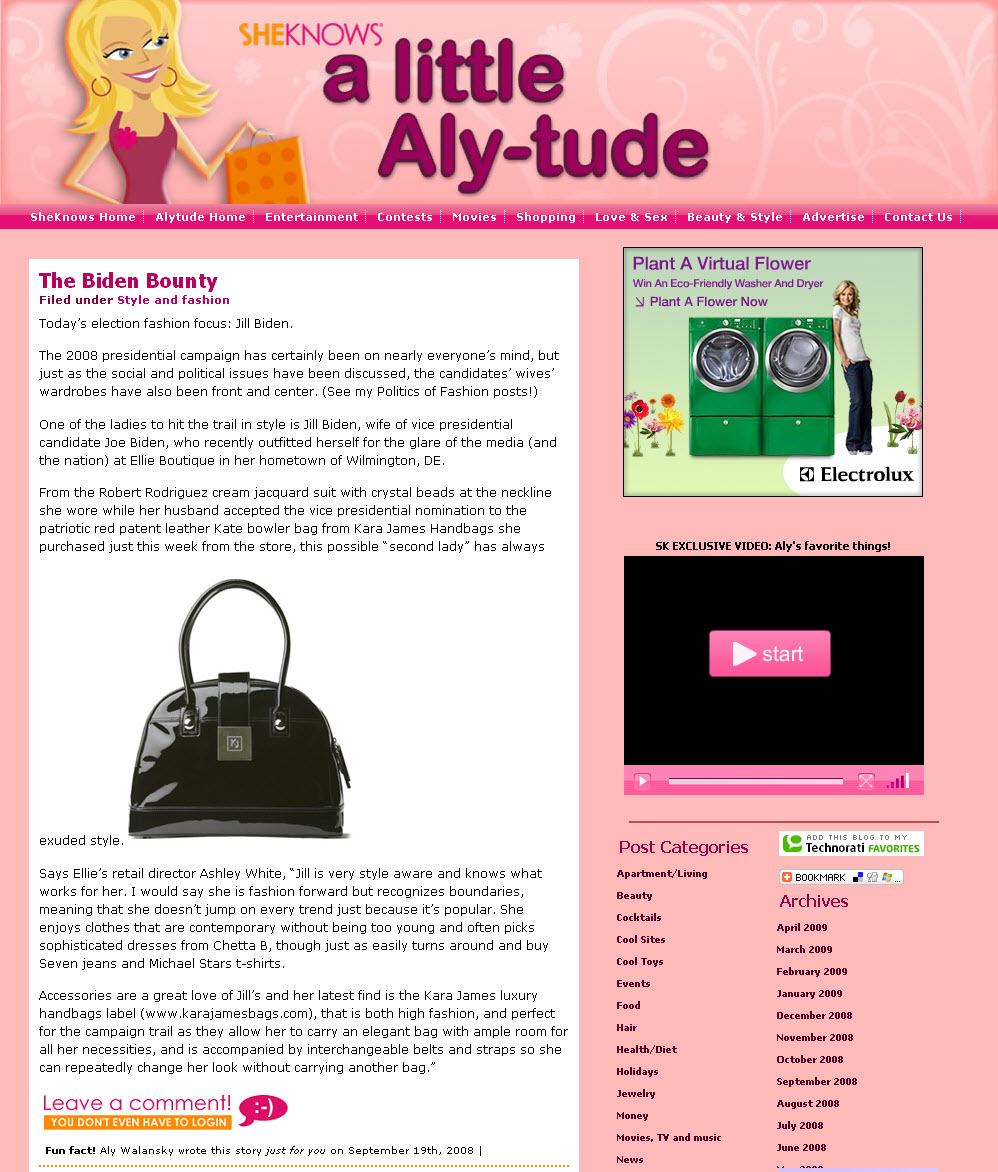 SHEKNOWS
a little
Aly-tude
SheKnows Home Alytude Home Entertainment Contests Movies Shopping Love & Sex Beauty & Style Advertise Contact Us
The Biden Bounty
Filed under Style and fashion
Today’s election fashion focus: Jill Biden.
The 2008 presidential campaign has certainly been on nearly everyone’s mind, but
just as the social and political issues have been discussed, the candidates’ wives’
wardrobes have also been front and center. (See my Politics of Fashion posts!)
One of the ladies to hit the trail in style is Jill Biden, wife of vice presidential
candidate Joe Biden, who recently outfitted herself for the glare of the media (and
the nation) at Ellie Boutique in her hometown of Wilmington, DE.
From the Robert Rodriguez cream jacquard suit with crystal beads at the neckline
she wore while her husband accepted the vice presidential nomination to the
patriotic red patent leather Kate bowler bag from Kara James Handbags she
purchased just this week from the store, this possible “second lady” has always
exuded style.
Says Ellie’s retail director Ashley White, “Jill is very style aware and knows what
works for her. I would say she is fashion forward but recognizes boundaries,
meaning that she doesn’t jump on every trend just because it’s popular. She
enjoys clothes that are contemporary without being too young and often picks
sophisticated dresses from Chetta B, though just as easily turns around and buy
Seven jeans and Michael Stars t-shirts.
Accessories are a great love of Jill’s and her latest find is the Kara James luxury
handbags label (www.karajamesbags.com), that is both high fashion, and perfect
for the campaign trail as they allow her to carry an elegant bag with ample room for
all her necessities, and is accompanied by interchangeable belts and straps so she
can repeatedly change her look without carrying another bag.”
Leave a comment! :-)
YOU DON'T EVEN HAVE TO LOGIN
Fun fact! Aly Walansky wrote this story just for you on September 19th, 2008 |
Plant A Virtual Flower
Win An Eco-Friendly Washer And Dryer
Plant A Flower Now
Electrolux
SK EXCLUSIVE VIDEO: Aly's favorite things!
start
Post Categories
Apartment/Living
Beauty
Cocktails
Cool Sites
Cool Toys
Events
Food
Hair
Health/Diet
Holidays
Jewelry
Money
Movies, TV and music
News
ADD THIS BLOG TO MY
Technorati FAVORITES
BOOKMARK ...
Archives
April 2009
March 2009
February 2009
January 2009
December 2008
November 2008
October 2008
September 2008
August 2008
July 2008
June 2008